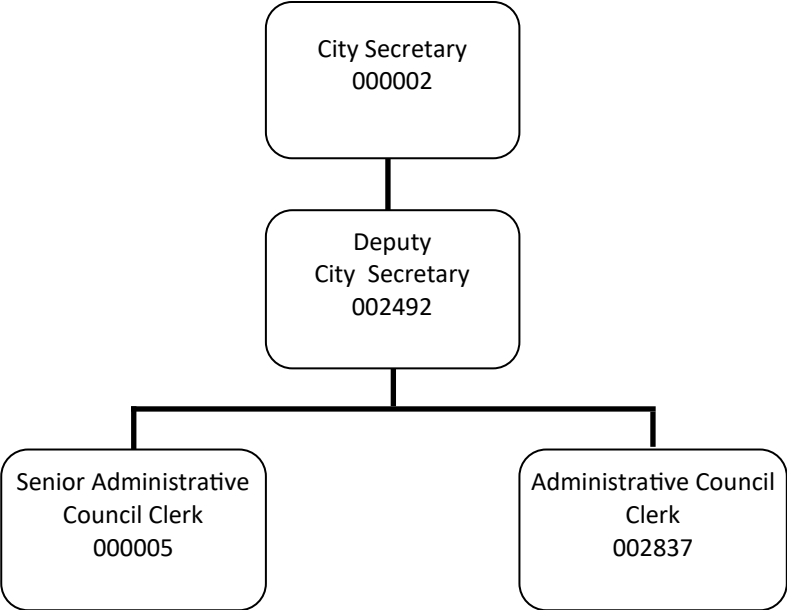 City Secretary
000002
Deputy
City Secretary
002492
Senior Administrative
Council Clerk
000005
Administrative Council
Clerk
002837